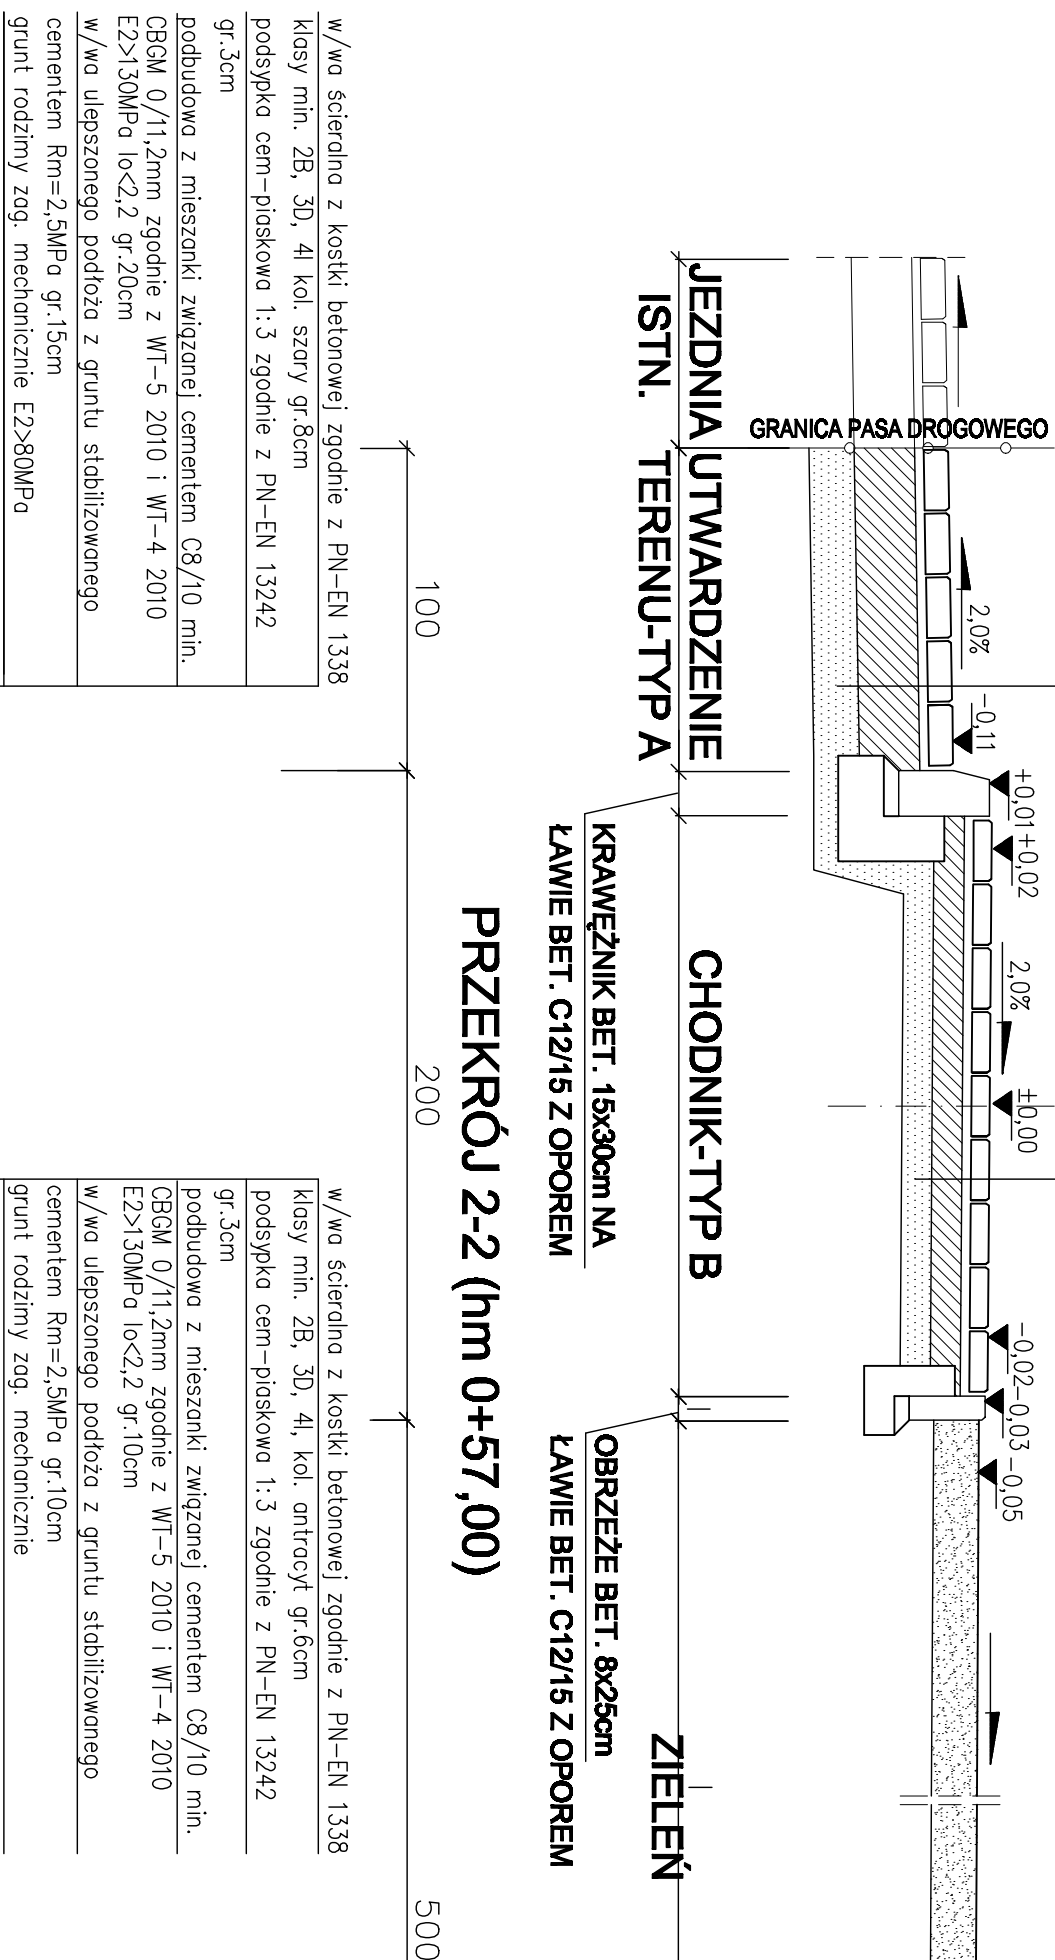 2,0%
-0,11
+0,01
+0,02
2,0%
±0,00
-0,02
-0,03
-0,05
GRANICA PASA DROGOWEGO
JEZDNIA
ISTN.
UTWARDZENIE
TERENU-TYP A
CHODNIK-TYP B
ZIELEŃ
KRAWĘŻNIK BET. 15x30cm NA
ŁAWIE BET. C12/15 Z OPOREM
OBRZEŻE BET. 8x25cm
ŁAWIE BET. C12/15 Z OPOREM
PRZEKRÓJ 2-2 (hm 0+57,00)
100
200
500
w/wa ścieralna z kostki betonowej zgodnie z PN-EN 1338
klasy min. 2B, 3D, 4I kol. szary gr.8cm
podsypka cem-piaskowa 1:3 zgodnie z PN-EN 13242
gr.3cm
podbudowa z mieszanki związanej cementem C8/10 min.
CBGM 0/11,2mm zgodnie z WT-5 2010 i WT-4 2010
E2>130MPa Io<2,2 gr.20cm
w/wa ulepszonego podłoża z gruntu stabilizowanego
cementem Rm=2,5MPa gr.15cm
grunt rodzimy zag. mechanicznie E2>80MPa
w/wa ścieralna z kostki betonowej zgodnie z PN-EN 1338
klasy min. 2B, 3D, 4I, kol. antracyt gr.6cm
podsypka cem-piaskowa 1:3 zgodnie z PN-EN 13242
gr.3cm
podbudowa z mieszanki związanej cementem C8/10 min.
CBGM 0/11,2mm zgodnie z WT-5 2010 i WT-4 2010
E2>130MPa Io<2,2 gr.10cm
w/wa ulepszonego podłoża z gruntu stabilizowanego
cementem Rm=2,5MPa gr.10cm
grunt rodzimy zag. mechanicznie